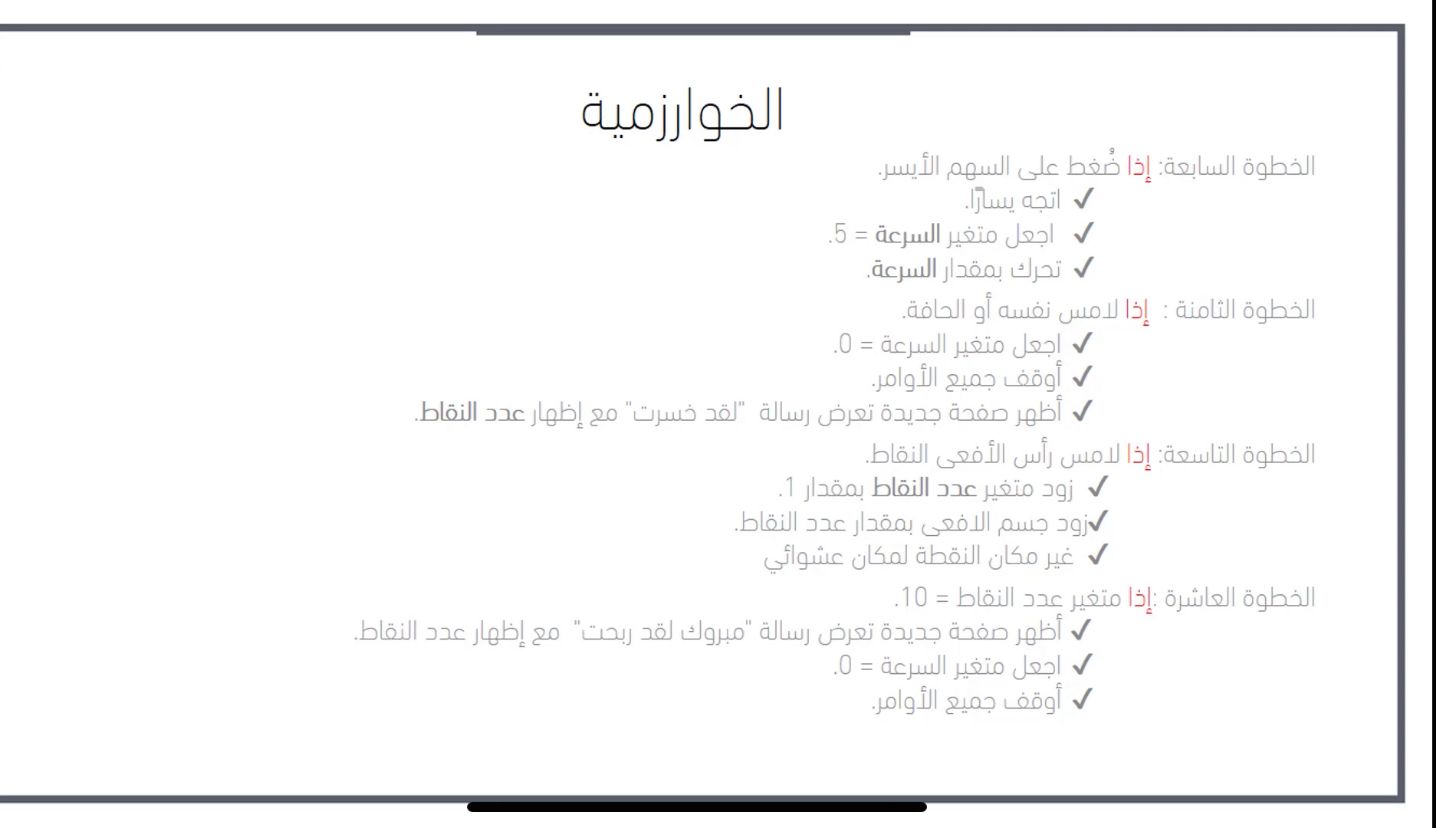 الخوارزمية
الخطوة السابعة: إذا ضُغط على السهم الأيسر.
✓ اتجه يسارًا.
✓ اجعل متغير السرعة = 5.
✓ تحرك بمقدار السرعة.
الخطوة الثامنة : إذا لامس نفسه أو الحافة.
✓ اجعل متغير السرعة = 0.
✓ أوقف جميع الأوامر.
✓ أظهر صفحة جديدة تعرض رسالة "لقد خسرت" مع إظهار عدد النقاط.
الخطوة التاسعة: إذا لامس رأس الأفعى النقاط.
✓ زود متغير عدد النقاط بمقدار 1.
✓زود جسم الافعى بمقدار عدد النقاط.
✓ غير مكان النقطة لمكان عشوائي
الخطوة العاشرة :إذا متغير عدد النقاط = 10.
✓ أظهر صفحة جديدة تعرض رسالة "مبروك لقد ربحت" مع إظهار عدد النقاط.
✓ اجعل متغير السرعة = 0.
✓ أوقف جميع الأوامر.